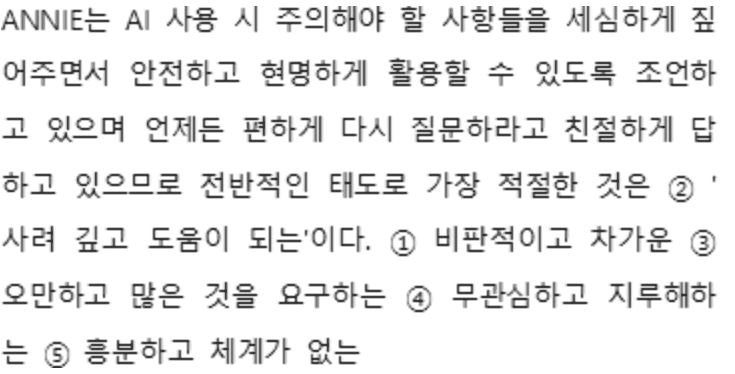 ANNIE는 AI 사용 시 주의해야 할 사항들을 세심하게 짚
어주면서 안전하고 현명하게 활용할 수 있도록 조언하
고 있으며 언제든 편하게 다시 질문하라고 친절하게 답
하고 있으므로 전반적인 태도로 가장 적절한 것은 ② '
사려 깊고 도움이 되는'이다. ① 비판적이고 차가운 ③
오만하고 많은 것을 요구하는 ④ 무관심하고 지루해하
는 ⑤ 흥분하고 체계가 없는